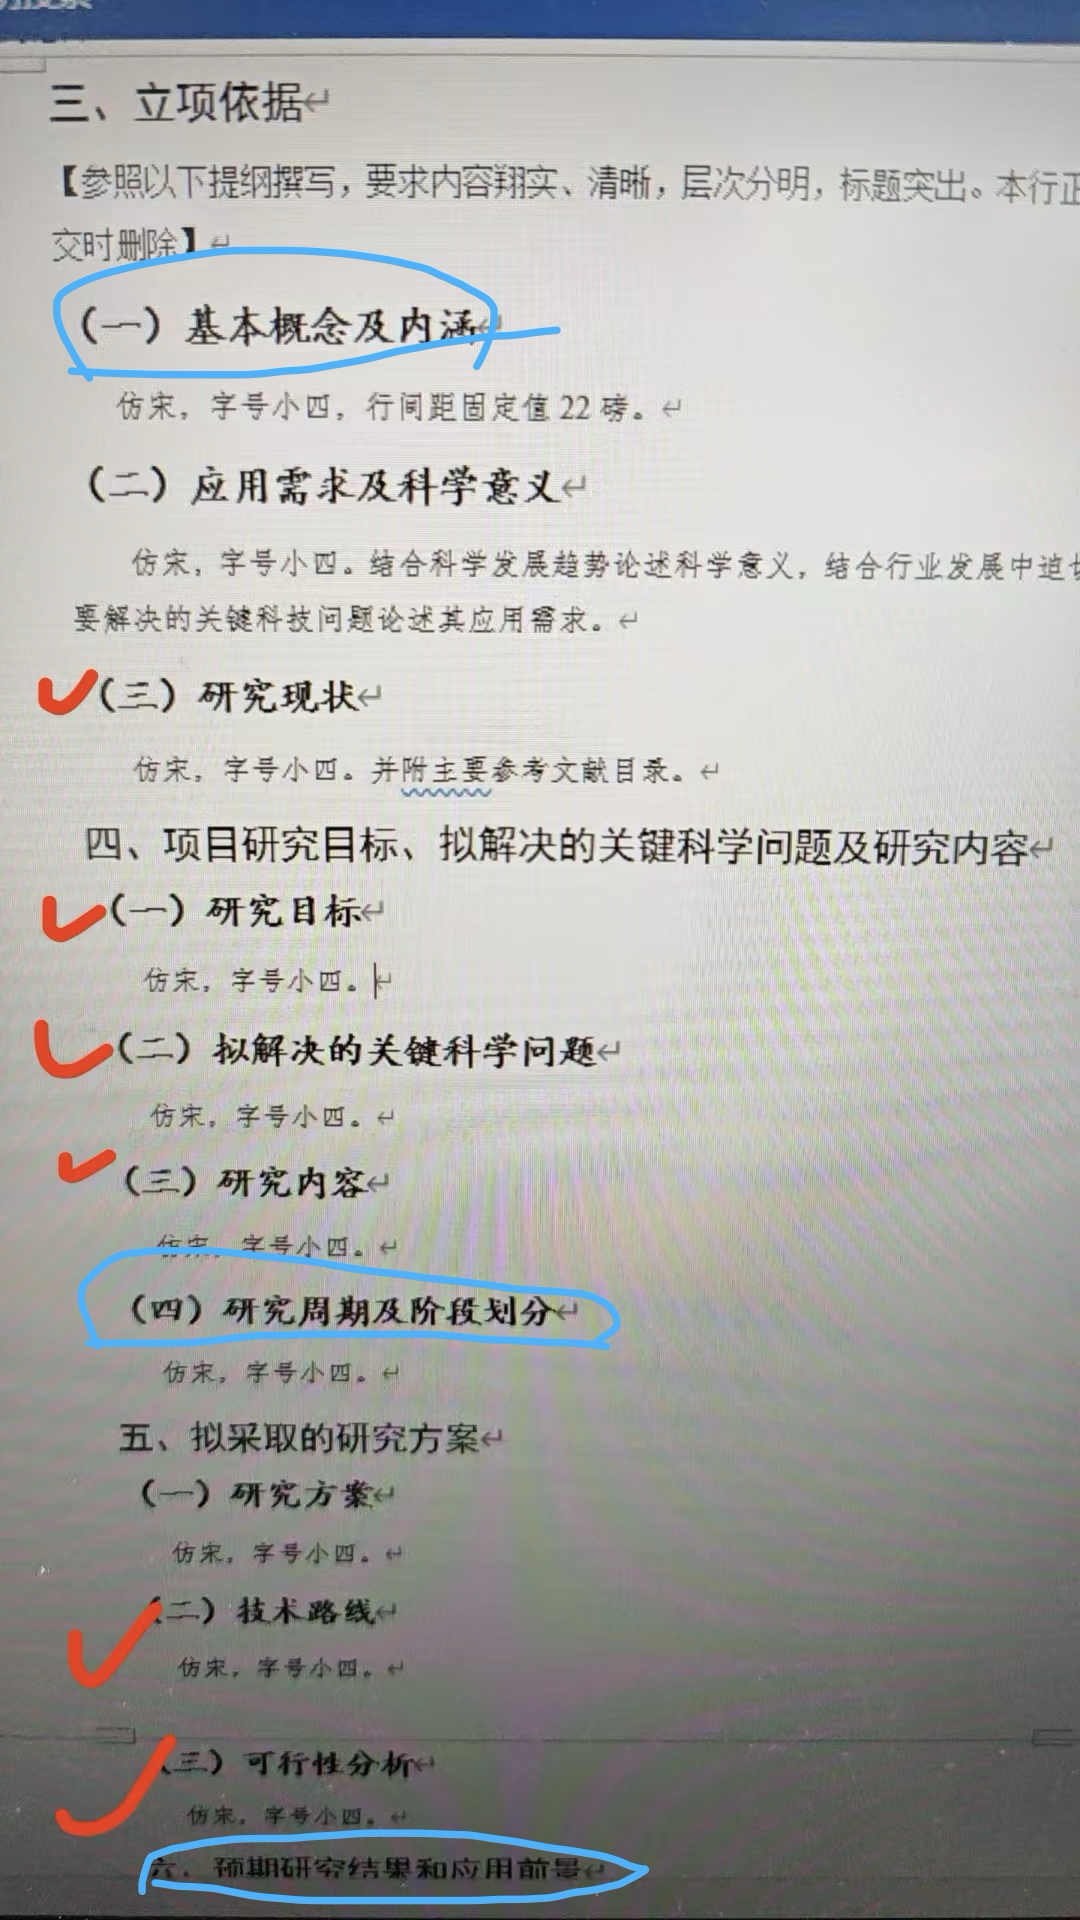 三、立项依据
【参照以下提纲撰写，要求内容翔实、清晰，层次分明，标题突出。本行正
交时删除】
（一）基本概念及内涵
仿宋，字号小四，行间距固定值 22 磅。
（二）应用需求及科学意义
仿宋，字号小四。结合科学发展趋势论述科学意义，结合行业发展中迫切
要解决的关键科技问题论述其应用需求。
（三）研究现状
仿宋，字号小四。并附主要参考文献目录。
四、项目研究目标、拟解决的关键科学问题及研究内容
（一）研究目标
仿宋，字号小四。
（二）拟解决的关键科学问题
仿宋，字号小四。
（三）研究内容
仿宋，字号小四。
（四）研究周期及阶段划分
仿宋，字号小四。
五、拟采取的研究方案
（一）研究方案
仿宋，字号小四。
（二）技术路线
仿宋，字号小四。
（三）可行性分析
仿宋，字号小四。
六、预期研究结果和应用前景